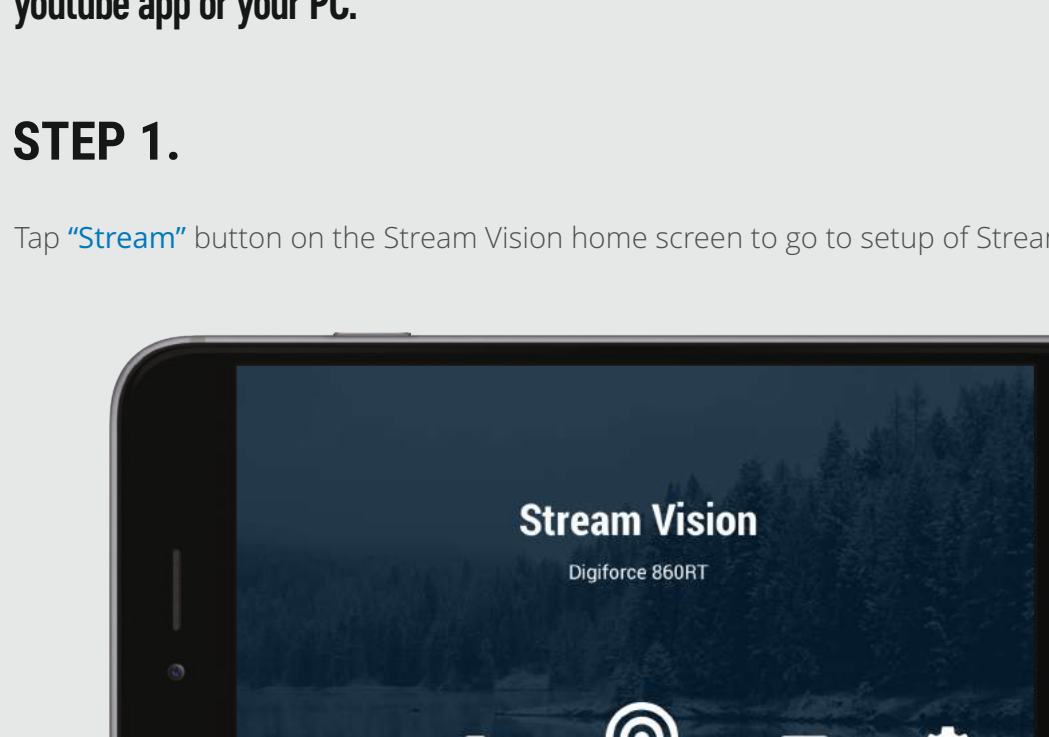 youtube app or your PC.
STEP 1.
Tap “Stream” button on the Stream Vision home screen to go to setup of
Stream Vision
Digiforce 860RT